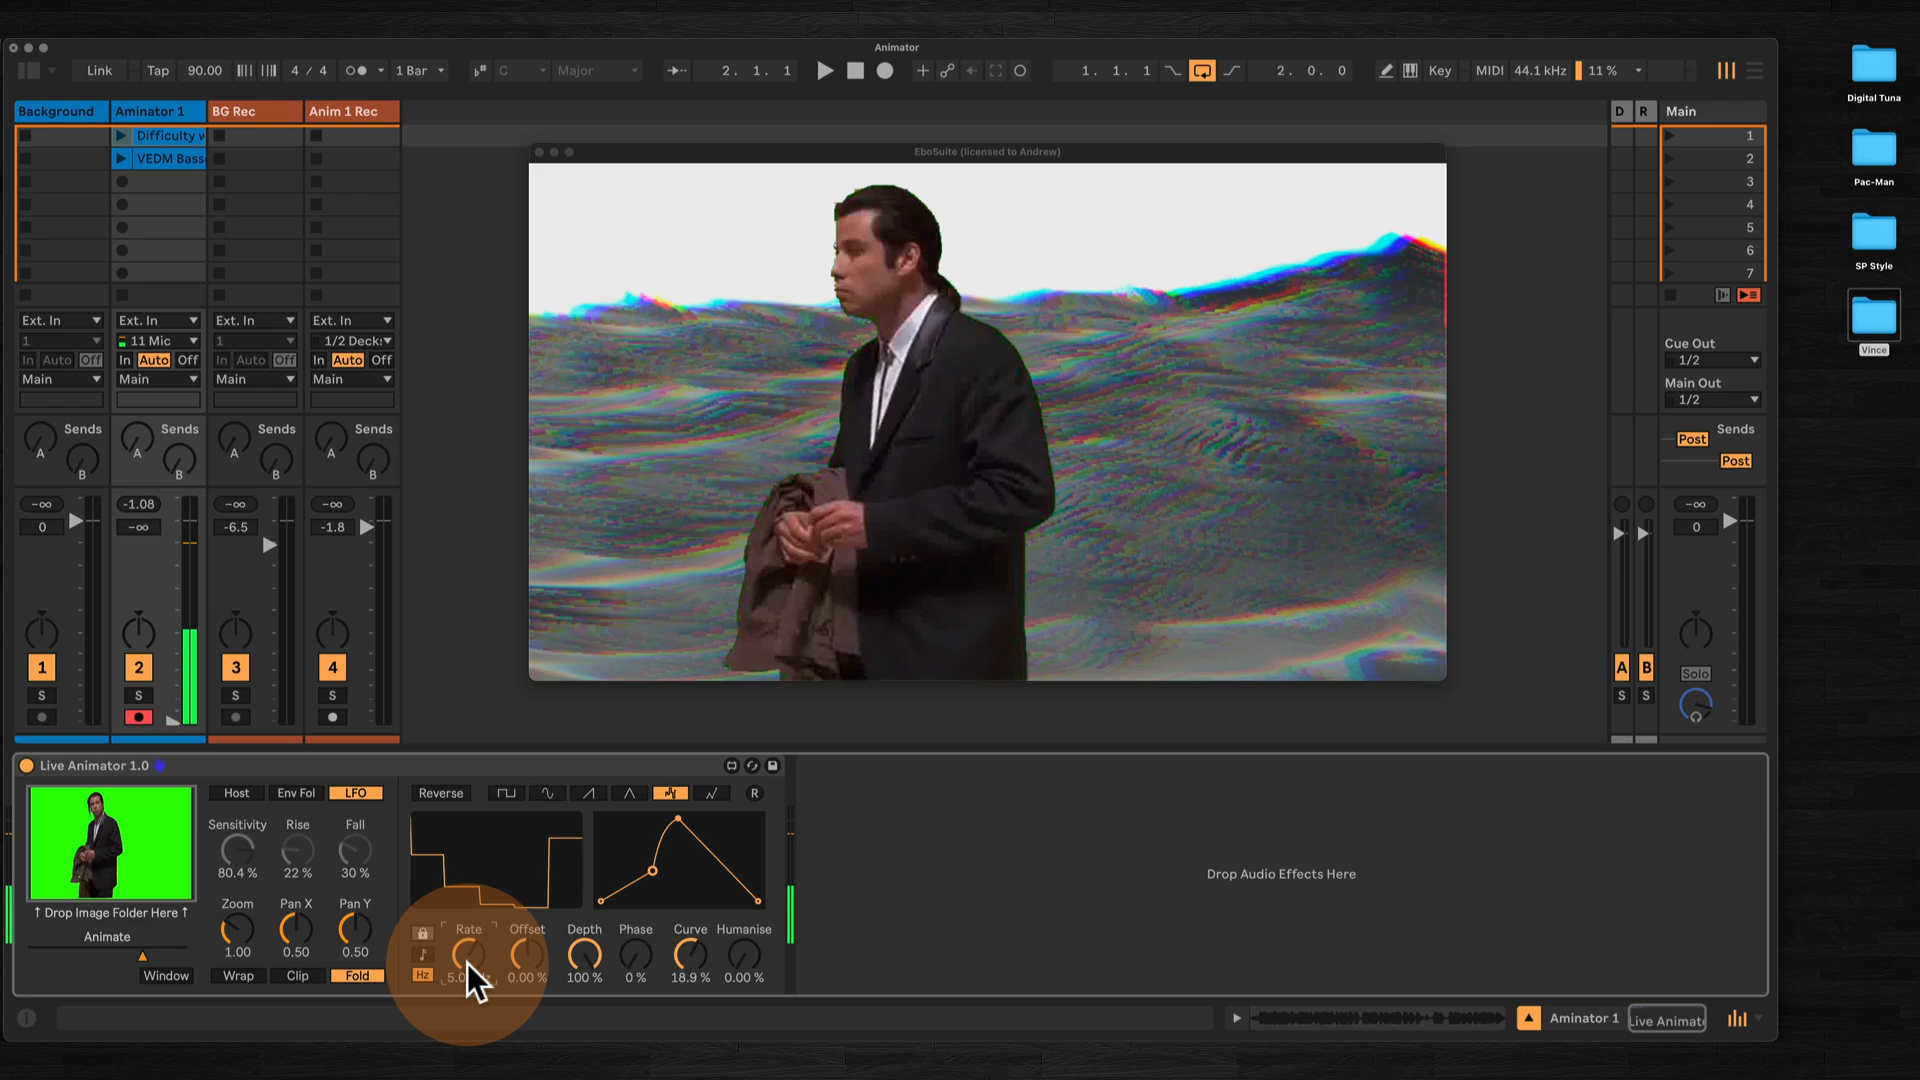 Animator
Link Tap 90.00 4 / 4 1 Bar C Major 2. 1. 1 1. 1. 1 2. 0. 0 Key MIDI 44.1 kHz 11 %
Background Aminator 1 BG Rec Anim 1 Rec D R Main
Difficulty w 1
VEDM Bass 2
3
4
5
6
7
EboSuite (licensed to Andrew)
Ext. In Ext. In Ext. In Ext. In
1 11 Mic 1 1/2 Deck
In Auto Off In Auto Off In Auto Off In Auto Off
Main Main Main Main
Cue Out
1/2
Main Out
1/2
Sends Sends Sends Sends Sends
A A A A Post
B B B B Post
-∞ -1.08 -∞ -∞ -∞
0 -∞ -6.5 -1.8 0
1 2 3 4 A B Solo
S S S S S S
Live Animator 1.0
Host Env Fol LFO Reverse R
Sensitivity Rise Fall
80.4 % 22 % 30 %
Zoom Pan X Pan Y
1.00 0.50 0.50
↑ Drop Image Folder Here ↑
Animate
Window Wrap Clip Fold
Rate Offset Depth Phase Curve Humanise
Hz 0.00 % 100 % 0 % 18.9 % 0.00 %
Drop Audio Effects Here
Aminator 1 Live Animat
Digital Tuna
Pac-Man
SP Style
Vince